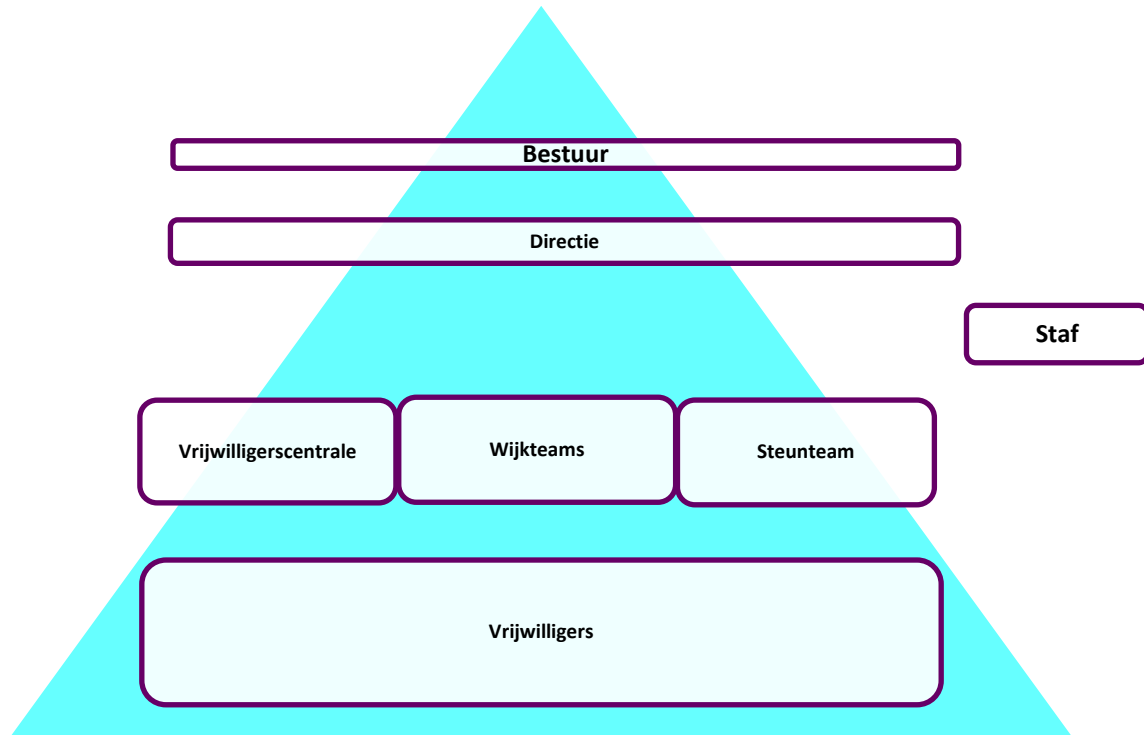 Bestuur
Directie
Staf
Vrijwilligerscentrale
Wijkteams
Steunteam
Vrijwilligers